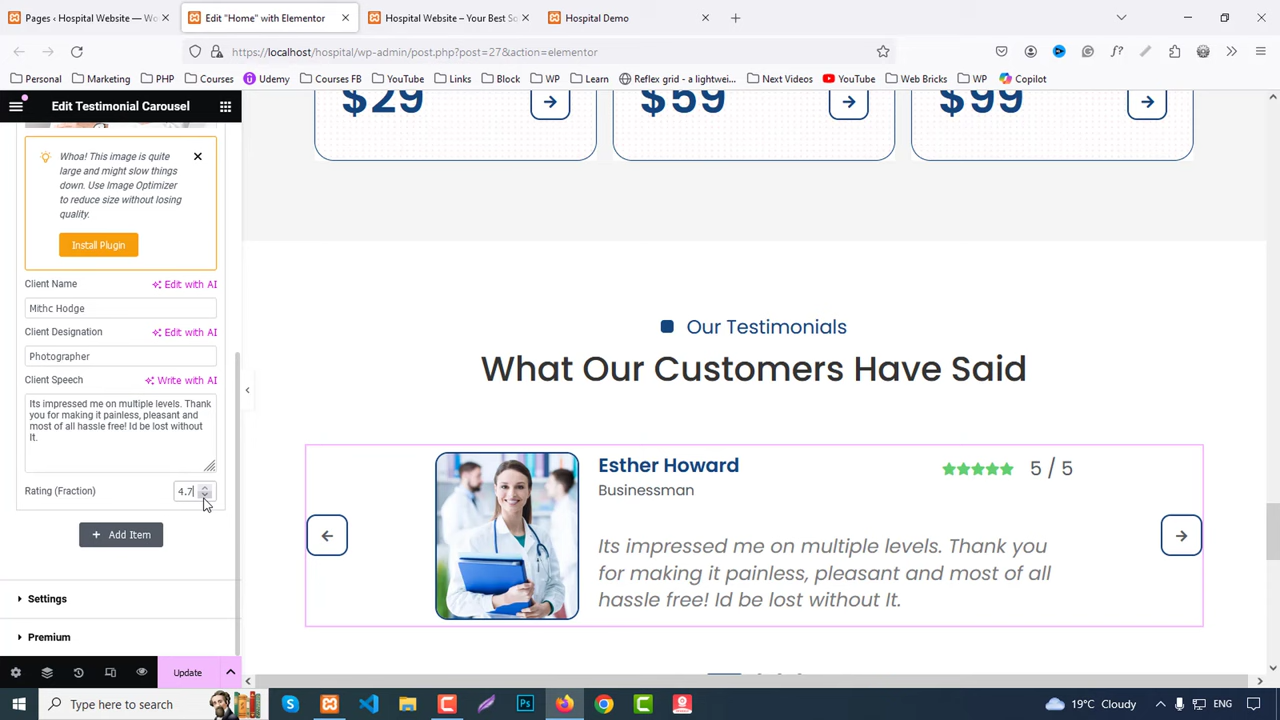 Pages ‹ Hospital Website — Wo
Edit "Home" with Elementor
Hospital Website – Your Best So
Hospital Demo
https://localhost/hospital/wp-admin/post.php?post=27&action=elementor
Personal
Marketing
PHP
Courses
Udemy
Courses FB
YouTube
Links
Block
WP
Learn
Reflex grid - a lightwei...
Next Videos
YouTube
Web Bricks
WP
Copilot
Edit Testimonial Carousel
Whoa! This image is quite
large and might slow things
down. Use Image Optimizer
to reduce size without losing
quality.
Install Plugin
Client Name
Edit with AI
Mithc Hodge
Client Designation
Edit with AI
Photographer
Client Speech
Write with AI
Its impressed me on multiple levels. Thank
you for making it painless, pleasant and
most of all hassle free! Id be lost without
It.
Rating (Fraction)
4.7
+ Add Item
Settings
Premium
Update
$29
$59
$99
Our Testimonials
What Our Customers Have Said
Esther Howard
5 / 5
Businessman
Its impressed me on multiple levels. Thank you
for making it painless, pleasant and most of all
hassle free! Id be lost without It.
Type here to search
19°C Cloudy
ENG